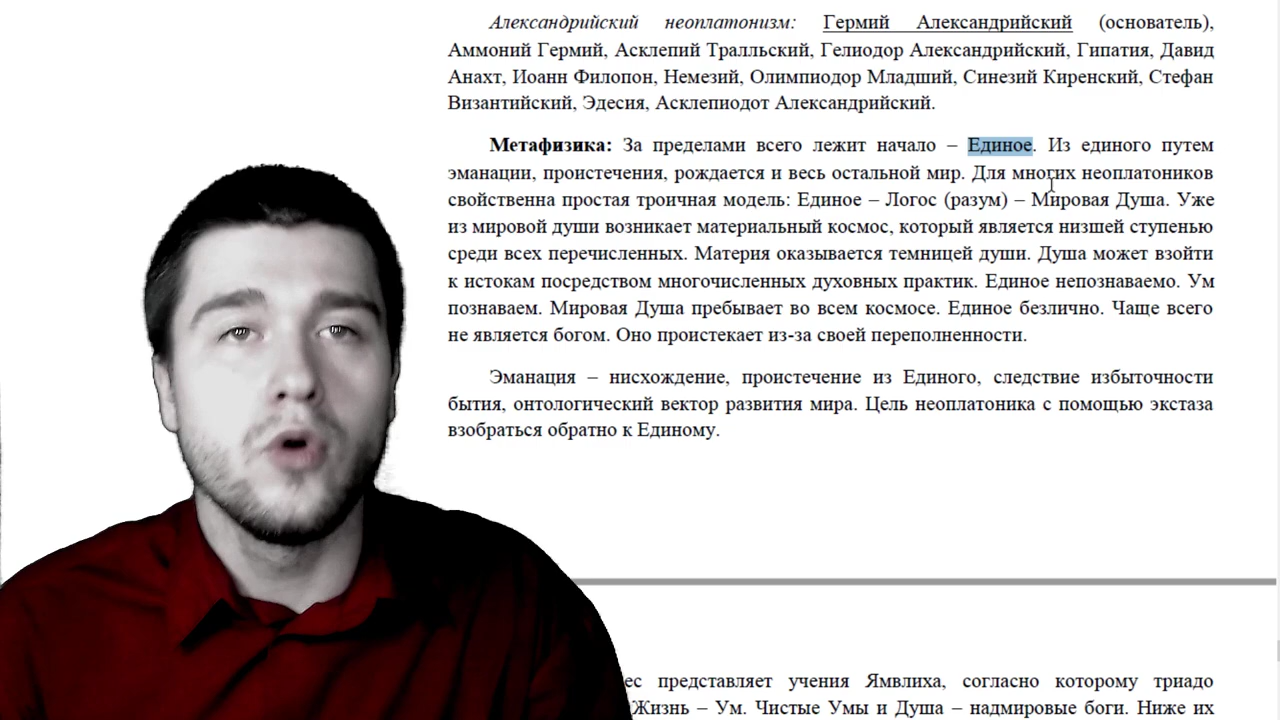 Александрийский неоплатонизм: Гермий Александрийский (основатель),
Аммоний Гермий, Асклепий Тралльский, Гелиодор Александрийский, Гипатия, Давид
Анахт, Иоанн Филопон, Немезий, Олимпиодор Младший, Синезий Киренский, Стефан
Византийский, Эдесия, Асклепиодот Александрийский.
Метафизика: За пределами всего лежит начало – Единое. Из единого путем
эманации, проистечения, рождается и весь остальной мир. Для многих неоплатоников
свойственна простая троичная модель: Единое – Логос (разум) – Мировая Душа. Уже
из мировой души возникает материальный космос, который является низшей ступенью
среди всех перечисленных. Материя оказывается темницей души. Душа может взойти
к истокам посредством многочисленных духовных практик. Единое непознаваемо. Ум
познаваем. Мировая Душа пребывает во всем космосе. Единое безлично. Чаще всего
не является богом. Оно проистекает из-за своей переполненности.
Эманация – нисхождение, проистечение из Единого, следствие избыточности
бытия, онтологический вектор развития мира. Цель неоплатоника с помощью экстаза
взобраться обратно к Единому.
ес представляет учения Ямвлиха, согласно которому триадо
Жизнь – Ум. Чистые Умы и Душа – надмировые боги. Ниже их